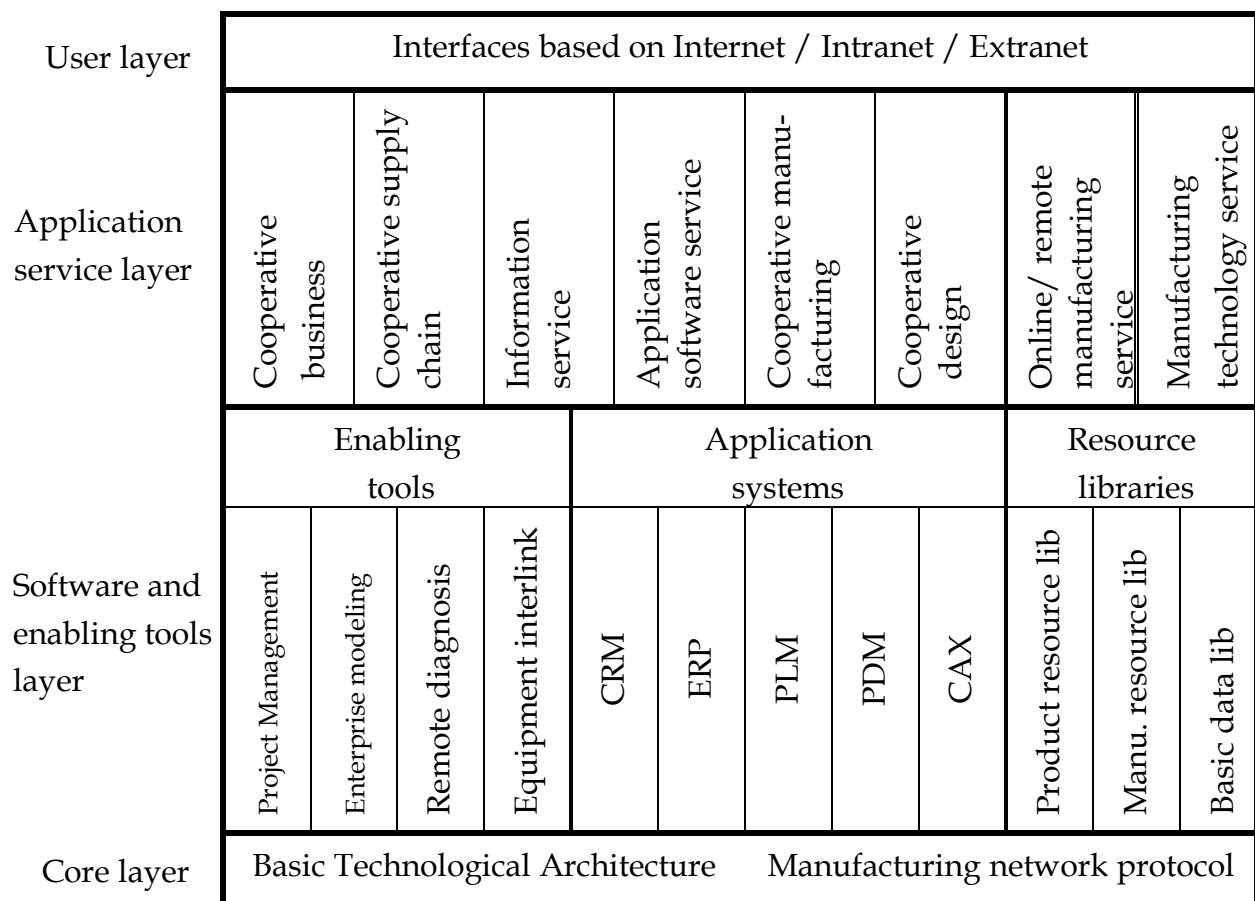 User layer
Interfaces based on Internet / Intranet / Extranet
Application
service layer
Cooperative
business
Cooperative supply
chain
Information
service
Application
software service
Cooperative manu-
facturing
Cooperative
design
Online/ remote
manufacturing
service
Manufacturing
technology service
Enabling
tools
Application
systems
Resource
libraries
Software and
enabling tools
layer
Project Management
Enterprise modeling
Remote diagnosis
Equipment interlink
CRM
ERP
PLM
PDM
CAX
Product resource lib
Manu. resource lib
Basic data lib
Core layer
Basic Technological Architecture
Manufacturing network protocol